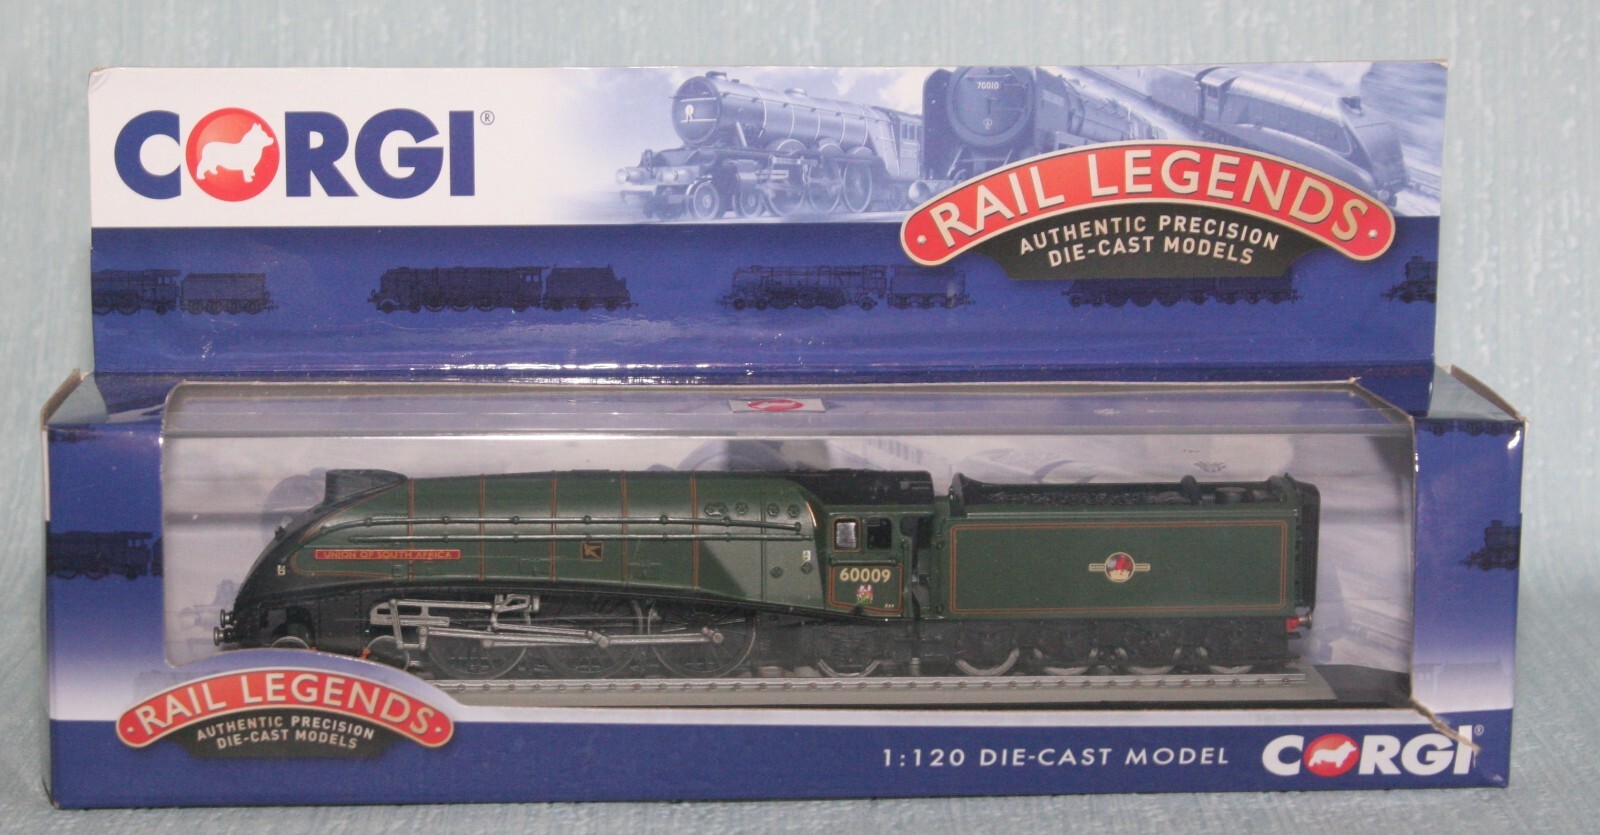 CORGI®
70010
RAIL LEGENDS
AUTHENTIC PRECISION
DIE-CAST MODELS
UNION OF SOUTH AFRICA
60009
RAIL LEGENDS
AUTHENTIC PRECISION
DIE-CAST MODELS
1:120 DIE-CAST MODEL
CORGI®